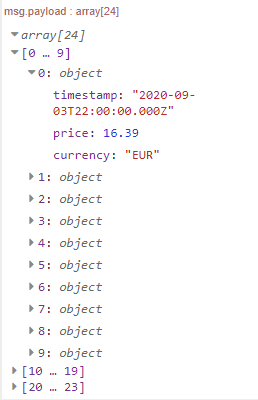 msg.payload : array[24]
array[24]
[0 … 9]
0: object
timestamp: "2020-09-
03T22:00:00.000Z"
price: 16.39
currency: "EUR"
1: object
2: object
3: object
4: object
5: object
6: object
7: object
8: object
9: object
[10 … 19]
[20 … 23]